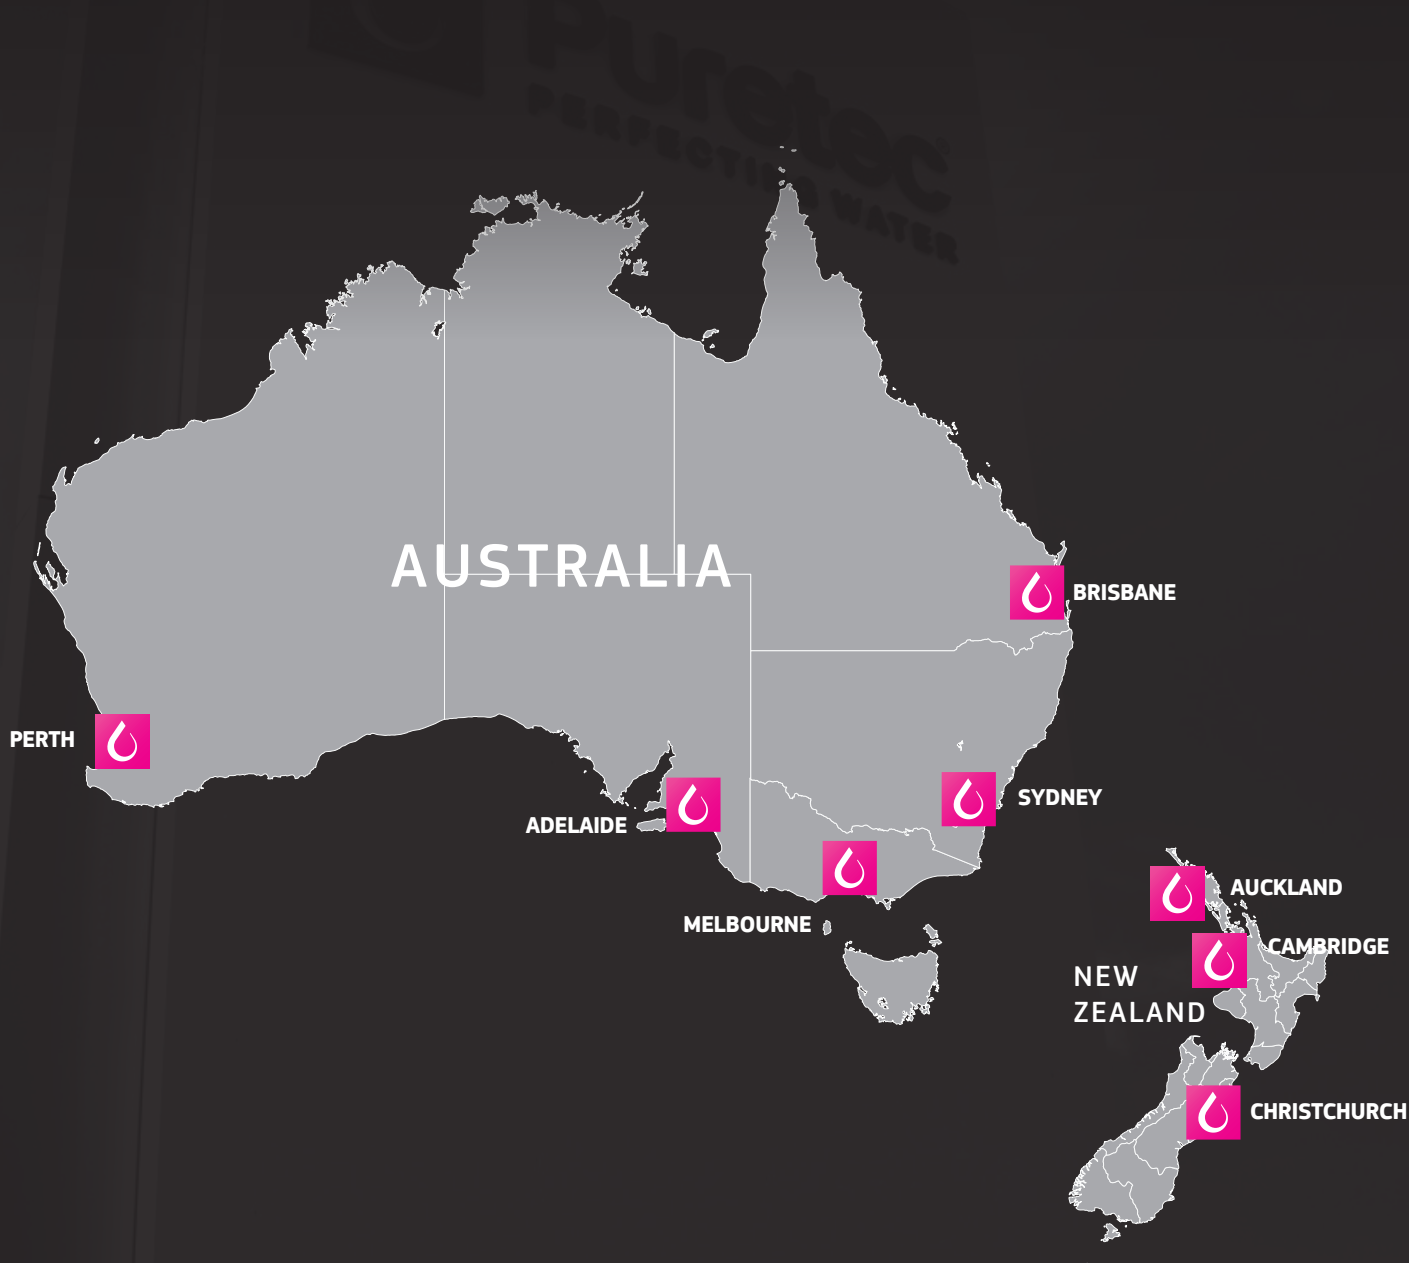 Puretec
PERFECTING WATER
AUSTRALIA
BRISBANE
PERTH
SYDNEY
ADELAIDE
MELBOURNE
AUCKLAND
CAMBRIDGE
NEW
ZEALAND
CHRISTCHURCH